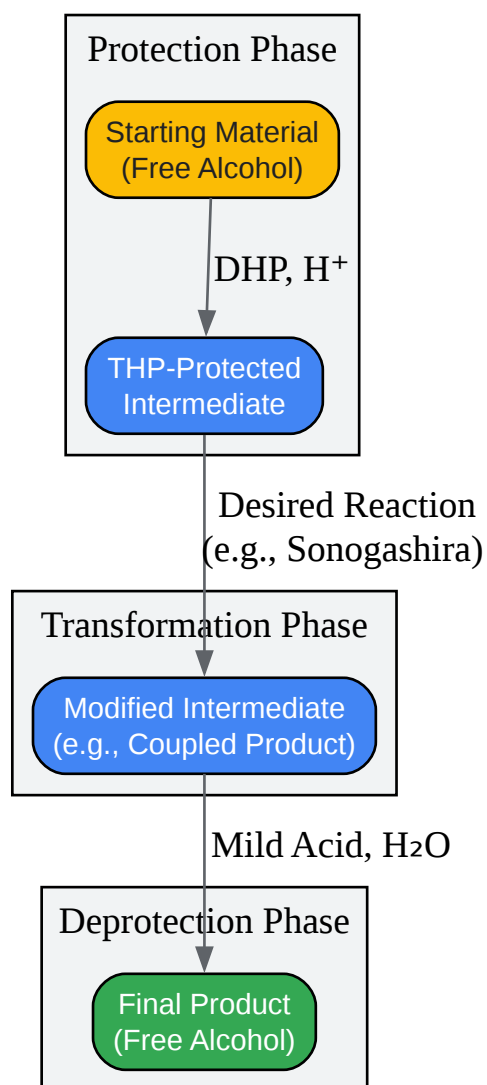 Protection Phase
Starting Material
(Free Alcohol)
DHP, H⁺
THP-Protected
Intermediate
Desired Reaction
(e.g., Sonogashira)
Transformation Phase
Modified Intermediate
(e.g., Coupled Product)
Mild Acid, H₂O
Deprotection Phase
Final Product
(Free Alcohol)